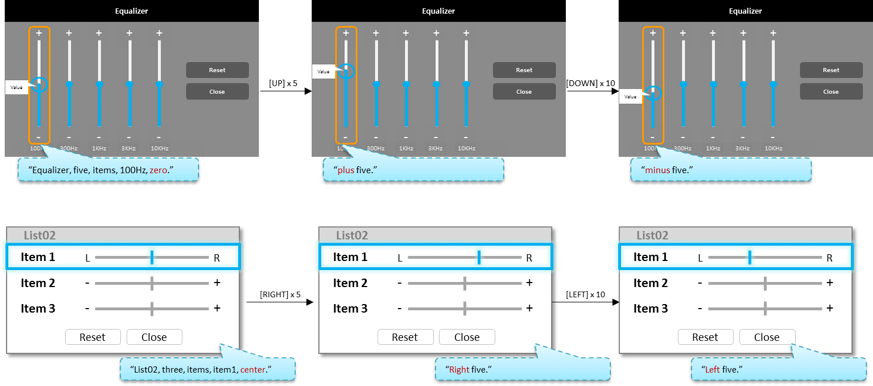 Equalizer
+ + + + +
Value
- - - - -
300Hz 1KHz 3KHz 10KHz
Reset
Close
"Equalizer, five, items, 100Hz, zero."
[UP] x 5
Equalizer
+ + + + +
Value
- - - - -
300Hz 1KHz 3KHz 10KHz
Reset
Close
"plus five."
[DOWN] x 10
Equalizer
+ + + + +
Value
- - - - -
300Hz 1KHz 3KHz 10KHz
Reset
Close
"minus five."
List02
Item 1 L R
Item 2 - +
Item 3 - +
Reset Close
"List02, three, items, item1, center."
[RIGHT] x 5
List02
Item 1 L R
Item 2 - +
Item 3 - +
Reset Close
"Right five."
[LEFT] x 10
List02
Item 1 L R
Item 2 - +
Item 3 - +
Reset Close
"Left five."